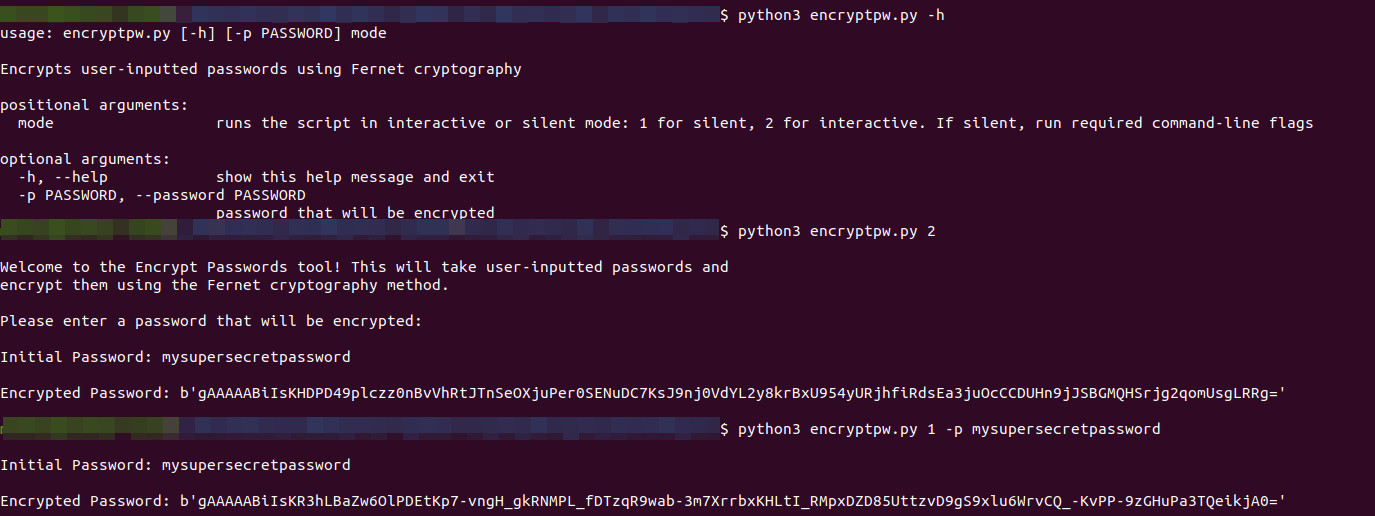 $ python3 encryptpw.py -h
usage: encryptpw.py [-h] [-p PASSWORD] mode
Encrypts user-inputted passwords using Fernet cryptography
positional arguments:
mode runs the script in interactive or silent mode: 1 for silent, 2 for interactive. If silent, run required command-line flags
optional arguments:
-h, --help show this help message and exit
-p PASSWORD, --password PASSWORD
password that will be encrypted
$ python3 encryptpw.py 2
Welcome to the Encrypt Passwords tool! This will take user-inputted passwords and
encrypt them using the Fernet cryptography method.
Please enter a password that will be encrypted:
Initial Password: mysupersecretpassword
Encrypted Password: b'gAAAAABiIsKHDPD49plczz0nBvVhRtJTnSeOXjuPer0SENuDC7KsJ9nj0VdYL2y8krBxU954yURjhfiRdsEa3juOcCCDUHn9jJSBGMQHSrjg2qomUsgLRRg='
$ python3 encryptpw.py 1 -p mysupersecretpassword
Initial Password: mysupersecretpassword
Encrypted Password: b'gAAAAABiIsKR3hLBaZw6OlPDEtKp7-vngH_gkRNMPL_fDTzqR9wab-3m7XrrbxKHLtI_RMpxDZD85UttzvD9gS9xlu6WrvCQ_-KvPP-9zGHuPa3TQeikjA0='